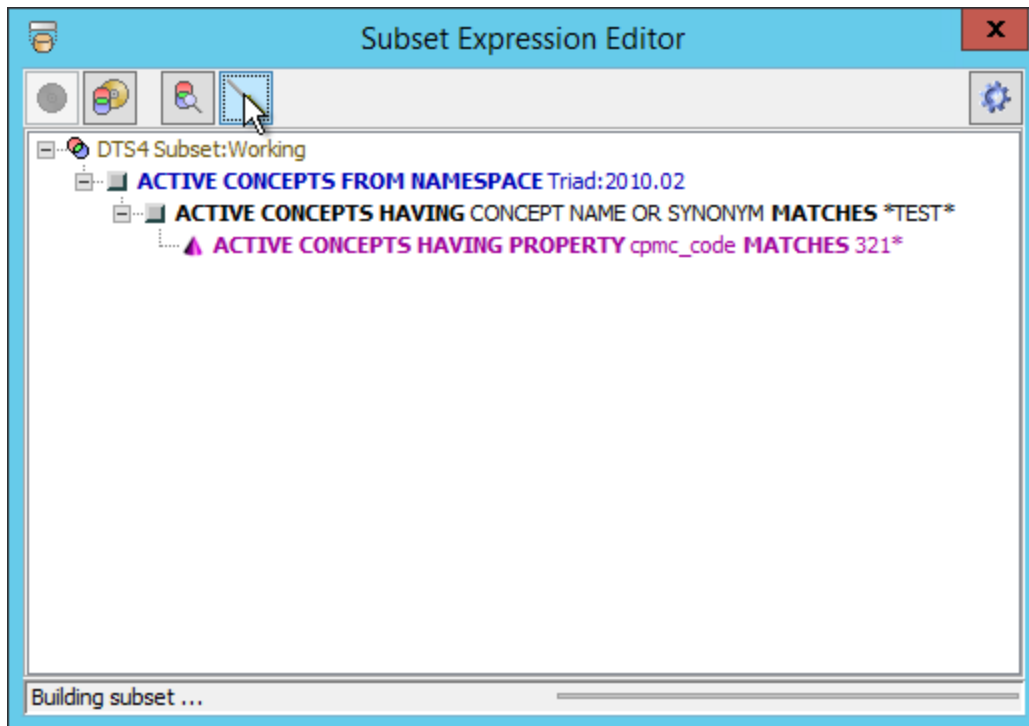 Subset Expression Editor
x
DTS4 Subset:Working
ACTIVE CONCEPTS FROM NAMESPACE Triad:2010.02
ACTIVE CONCEPTS HAVING CONCEPT NAME OR SYNONYM MATCHES *TEST*
ACTIVE CONCEPTS HAVING PROPERTY cpmc_code MATCHES 321*
Building subset ...